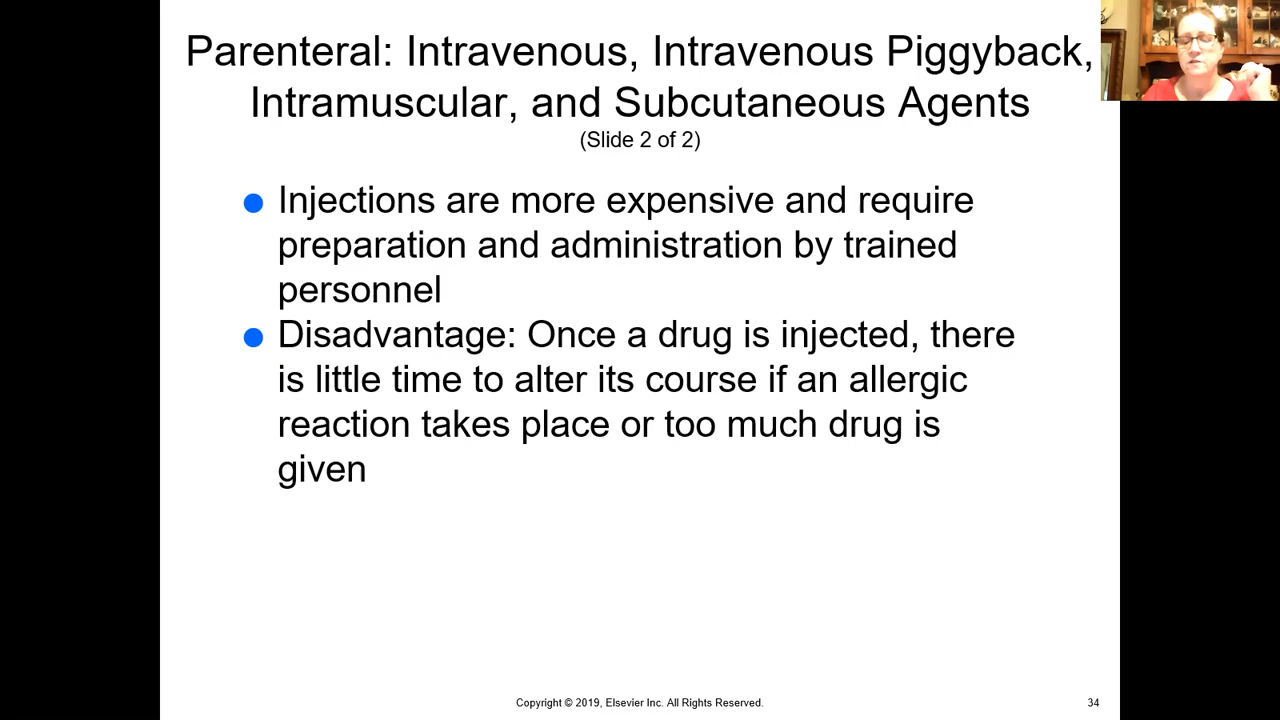 Parenteral: Intravenous, Intravenous Piggyback,
Intramuscular, and Subcutaneous Agents
(Slide 2 of 2)
Injections are more expensive and require
preparation and administration by trained
personnel
Disadvantage: Once a drug is injected, there
is little time to alter its course if an allergic
reaction takes place or too much drug is
given
Copyright © 2019, Elsevier Inc. All Rights Reserved.
34